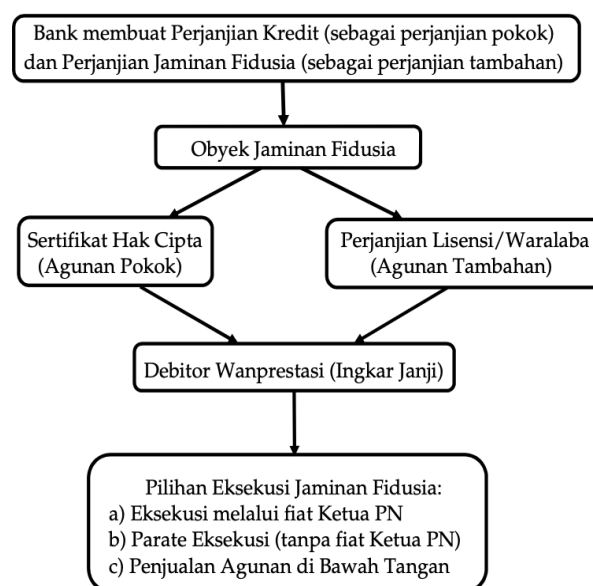 Bank membuat Perjanjian Kredit (sebagai perjanjian pokok)
dan Perjanjian Jaminan Fidusia (sebagai perjanjian tambahan)
Obyek Jaminan Fidusia
Sertifikat Hak Cipta
(Agunan Pokok)
Perjanjian Lisensi/Waralaba
(Agunan Tambahan)
Debitor Wanprestasi (Ingkar Janji)
Pilihan Eksekusi Jaminan Fidusia:
a) Eksekusi melalui fiat Ketua PN
b) Parate Eksekusi (tanpa fiat Ketua PN)
c) Penjualan Agunan di Bawah Tangan